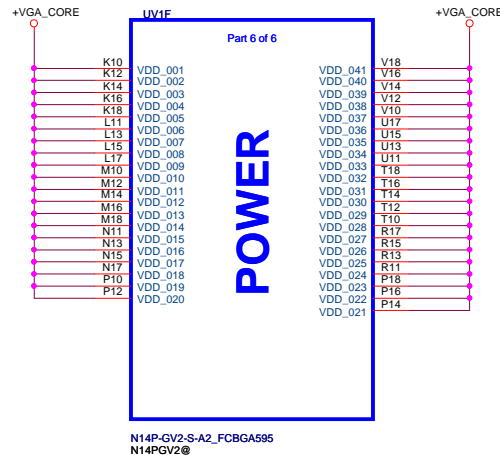 +VGA_CORE
+VGA_CORE
UV1F
Part 6 of 6
POWER
K10 VDD_001
K12 VDD_002
K14 VDD_003
K16 VDD_004
K18 VDD_005
L11 VDD_006
L13 VDD_007
L15 VDD_008
L17 VDD_009
M10 VDD_010
M12 VDD_011
M14 VDD_012
M16 VDD_013
M18 VDD_014
N11 VDD_015
N13 VDD_016
N15 VDD_017
N17 VDD_018
P10 VDD_019
P12 VDD_020
VDD_041 V18
VDD_040 V16
VDD_039 V14
VDD_038 V12
VDD_037 V10
VDD_036 U17
VDD_035 U15
VDD_034 U13
VDD_033 U11
VDD_032 T18
VDD_031 T16
VDD_030 T14
VDD_029 T12
VDD_028 T10
VDD_027 R17
VDD_026 R15
VDD_025 R13
VDD_024 R11
VDD_023 P18
VDD_022 P16
VDD_021 P14
N14P-GV2-S-A2_FCBGA595
N14PGV2@